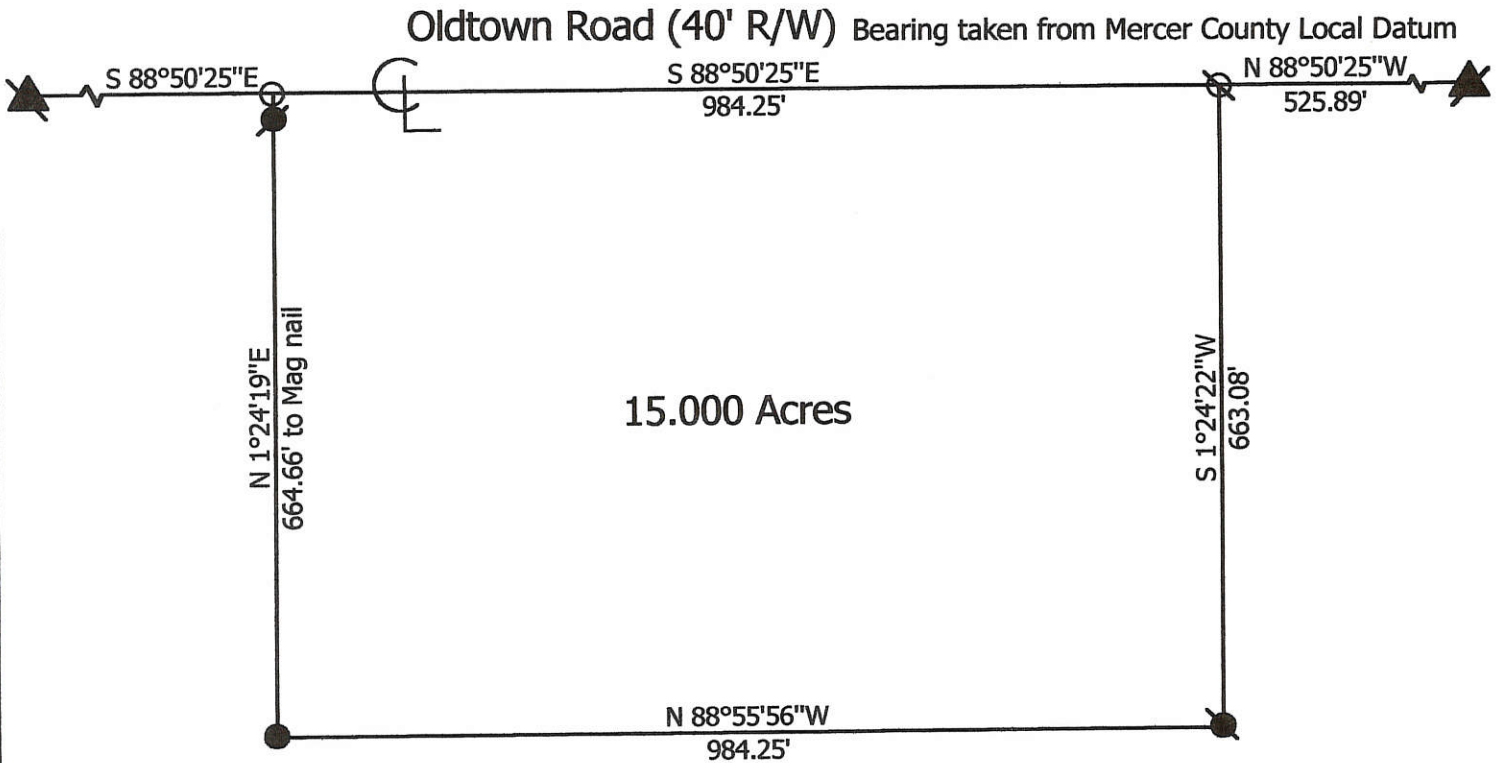 Oldtown Road (40' R/W) Bearing taken from Mercer County Local Datum
S 88°50'25"E
S 88°50'25"E
984.25'
N 88°50'25"W
525.89'
CL
N 1°24'19"E
664.66' to Mag nail
15.000 Acres
S 1°24'22"W
663.08'
N 88°55'56"W
984.25'